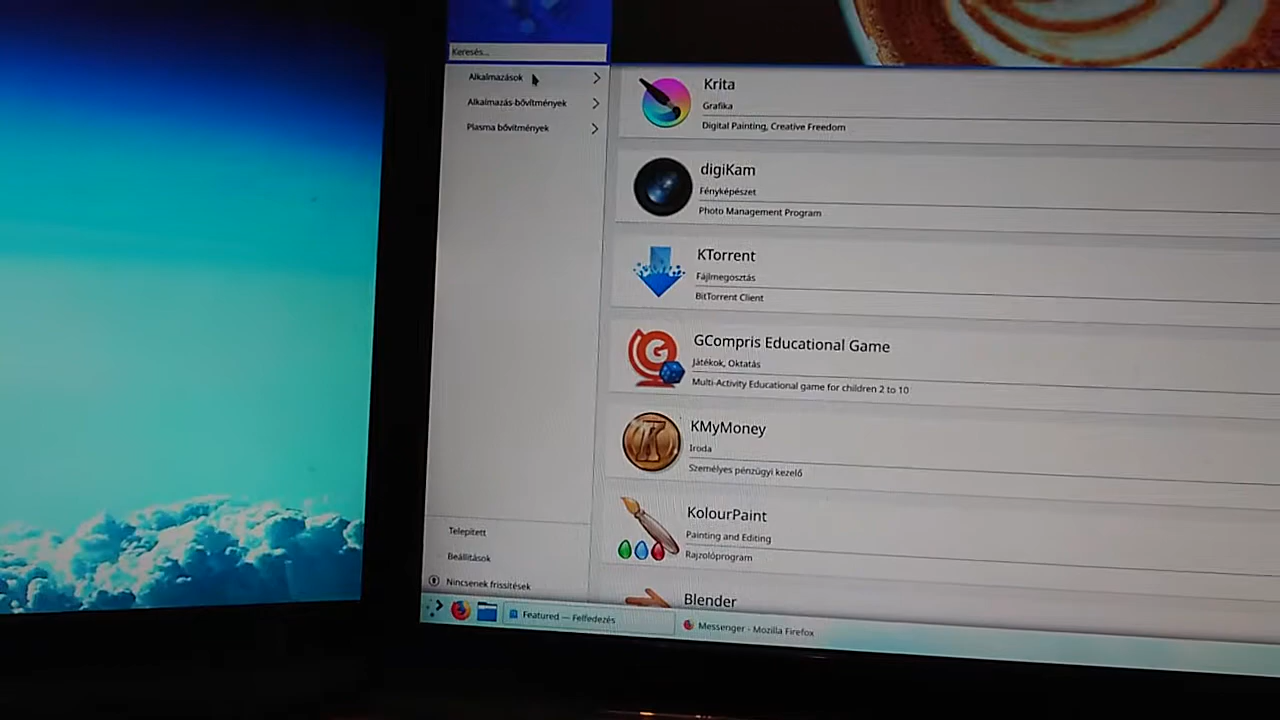 Keresés...
Alkalmazások
Alkalmazás-bővítmények
Plasma bővítmények
Krita
Grafika
Digital Painting, Creative Freedom
digiKam
Fényképészet
Photo Management Program
KTorrent
Fájlmegosztás
BitTorrent Client
GCompris Educational Game
Játékok, Oktatás
Multi-Activity Educational game for children 2 to 10
KMyMoney
Iroda
Személyes pénzügyi kezelő
KolourPaint
Painting and Editing
Rajzolóprogram
Blender
Telepített
Beállítások
Nincsenek frissítések
Featured — Felfedezés
Messenger - Mozilla Firefox